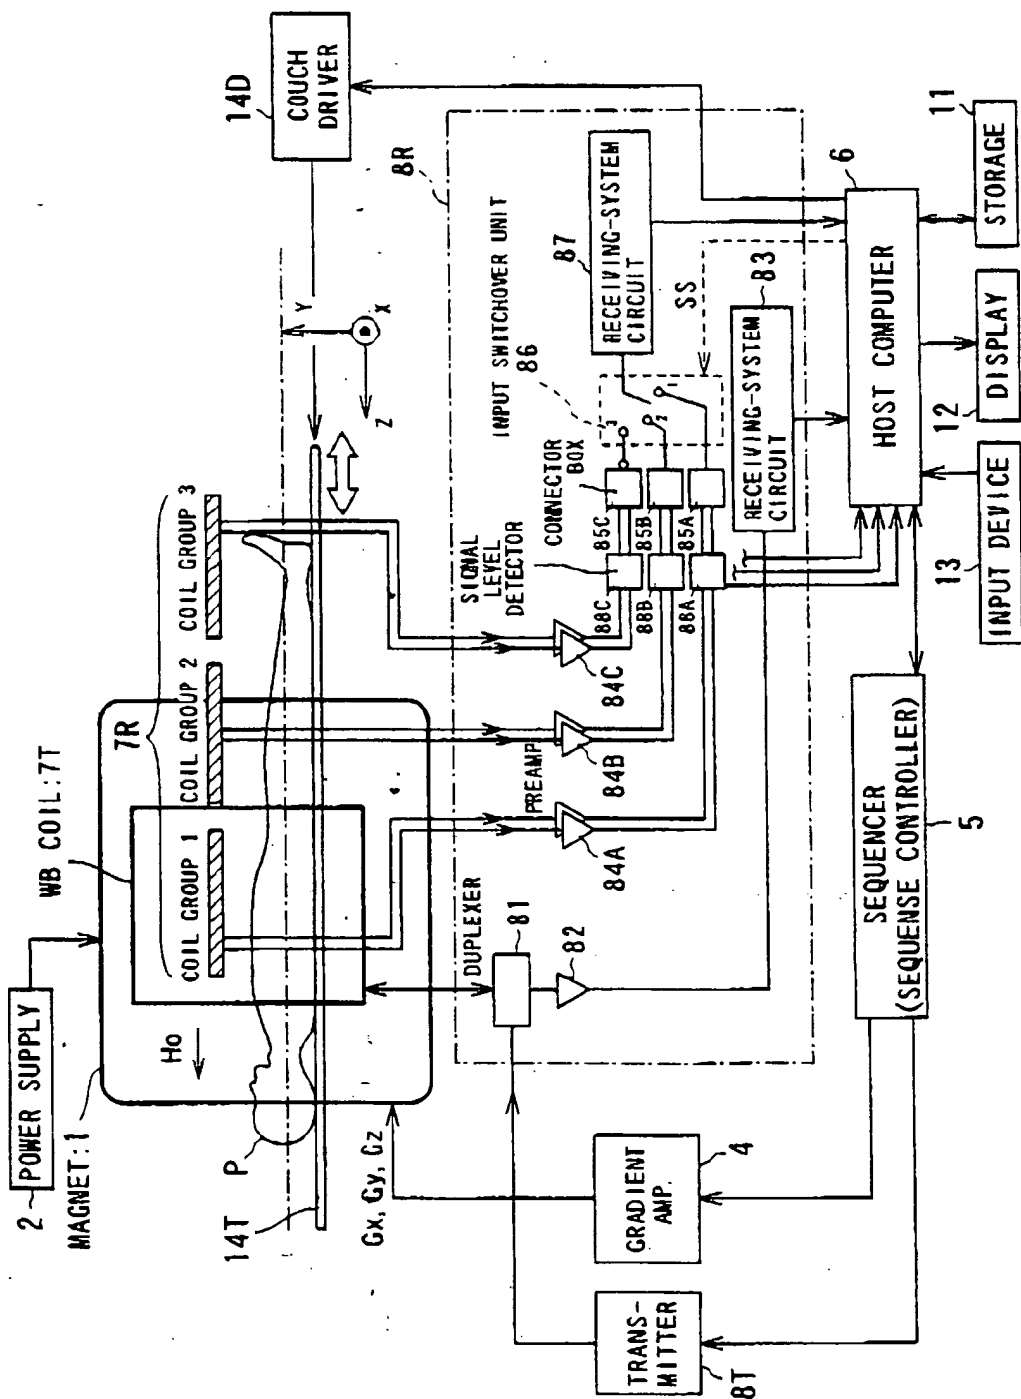 2
POWER SUPPLY
MAGNET:1
WB COIL:7T
7R
COIL GROUP 1
COIL GROUP 2
COIL GROUP 3
Ho
P
14T
14D
COUCH
DRIVER
Y
X
Z
Gx, Gy, Gz
8R
DUPLEXER
81
82
PREAMP
84A
84B
84C
SIGNAL
LEVEL
DETECTOR
CONNECTOR
BOX
INPUT SWITCHOVER UNIT
86
88C
88B
88A
85C
85B
85A
3
2
1
87
RECEIVING-SYSTEM
CIRCUIT
SS
83
RECEIVING-SYSTEM
CIRCUIT
TRANS-
MITTER
8T
GRADIENT
AMP.
4
SEQUENCER
(SEQUENSE CONTROLLER)
5
6
HOST COMPUTER
13
INPUT DEVICE
12
DISPLAY
11
STORAGE